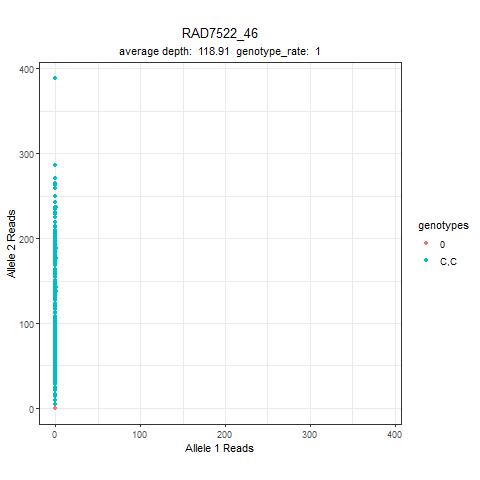 RAD7522_46
average depth: 118.91 genotype_rate: 1
400
300
200
100
0
Allele 2 Reads
0 100 200 300 400
Allele 1 Reads
genotypes
0
C,C